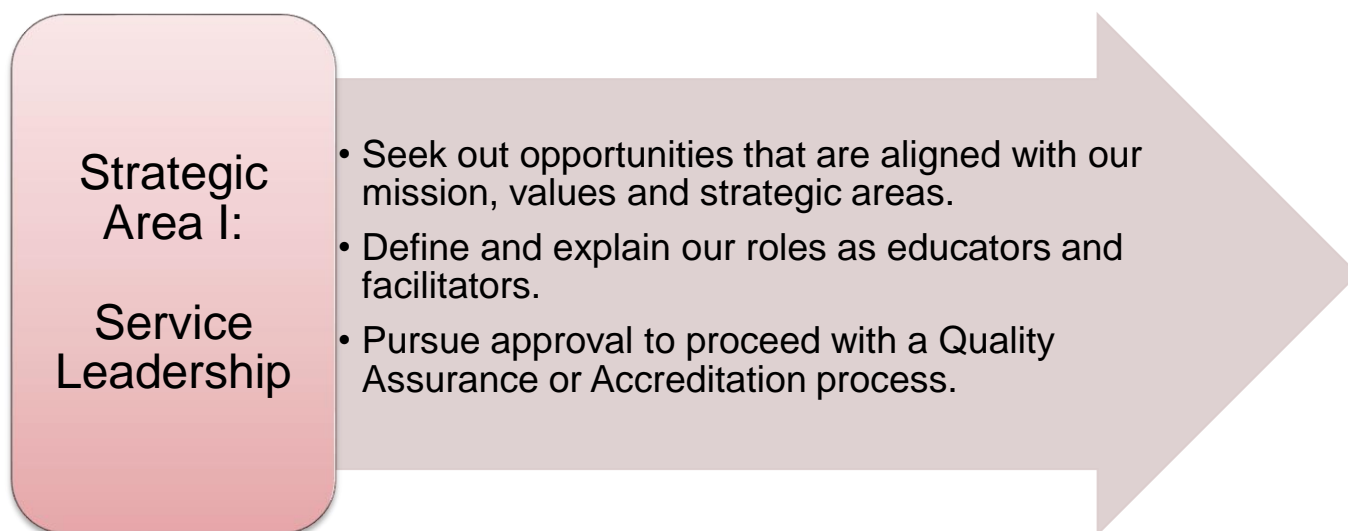 Strategic
Area I:
Service
Leadership
• Seek out opportunities that are aligned with our
mission, values and strategic areas.
• Define and explain our roles as educators and
facilitators.
• Pursue approval to proceed with a Quality
Assurance or Accreditation process.